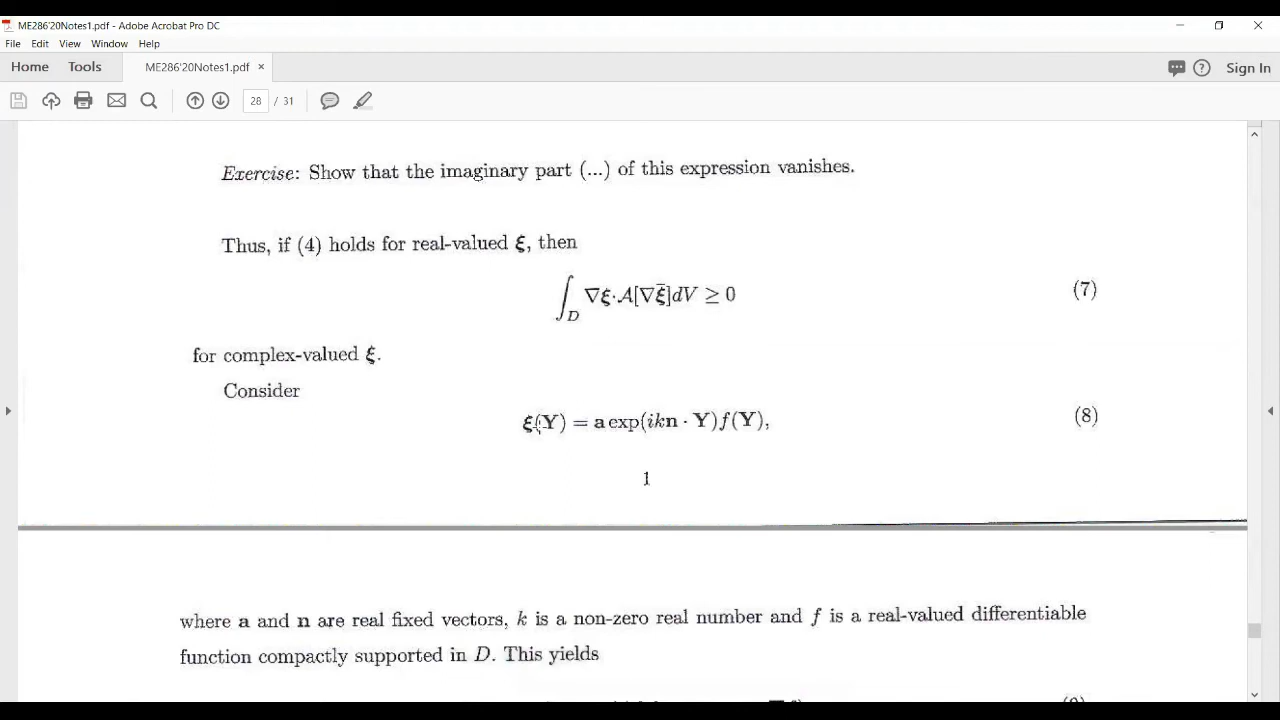 ME286'20Notes1.pdf - Adobe Acrobat Pro DC
File Edit View Window Help
Home Tools ME286'20Notes1.pdf × Sign In
28 / 31
Exercise: Show that the imaginary part (...) of this expression vanishes.
Thus, if (4) holds for real-valued ξ, then
∫_D ∇ξ·𝒜[∇ξ̄]dV ≥ 0 (7)
for complex-valued ξ.
Consider
ξ(Y) = a exp(ikn · Y)f(Y), (8)
1
where a and n are real fixed vectors, k is a non-zero real number and f is a real-valued differentiable
function compactly supported in D. This yields